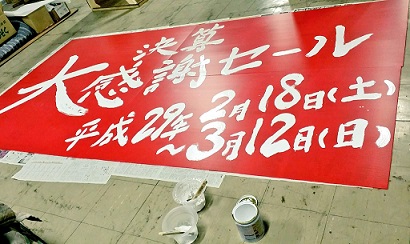 決算
大感謝セール
平成29年2月18日(土)
~3月12日(日)